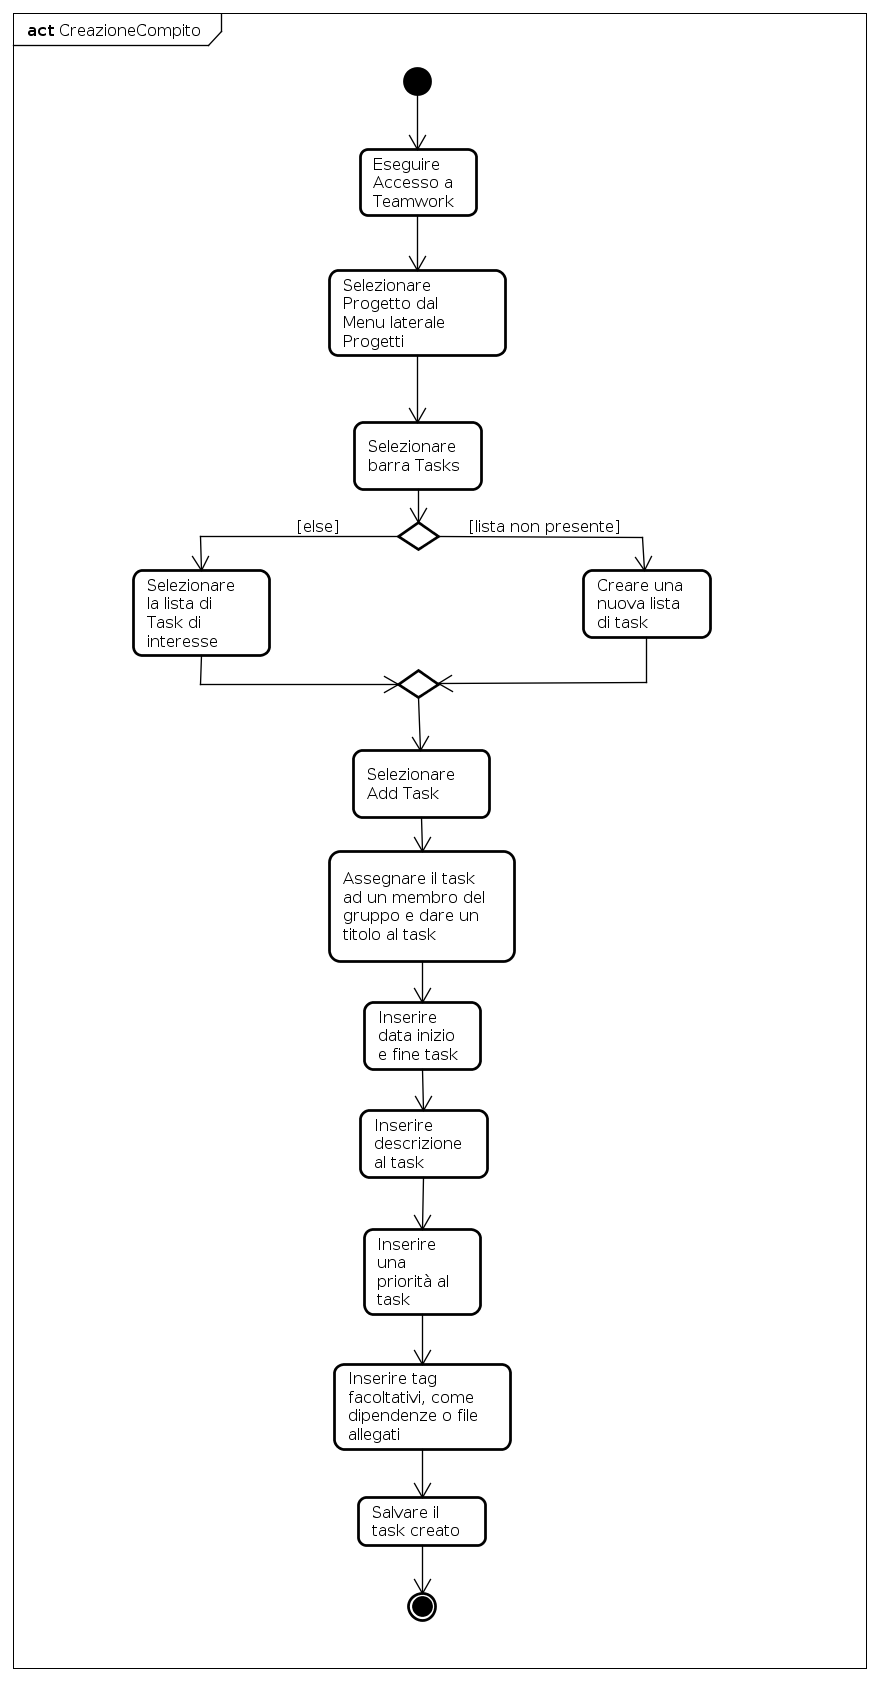 act CreazioneCompito
Eseguire
Accesso a
Teamwork
Selezionare
Progetto dal
Menu laterale
Progetti
Selezionare
barra Tasks
[else]
[lista non presente]
Selezionare
la lista di
Task di
interesse
Creare una
nuova lista
di task
Selezionare
Add Task
Assegnare il task
ad un membro del
gruppo e dare un
titolo al task
Inserire
data inizio
e fine task
Inserire
descrizione
al task
Inserire
una
priorità al
task
Inserire tag
facoltativi, come
dipendenze o file
allegati
Salvare il
task creato